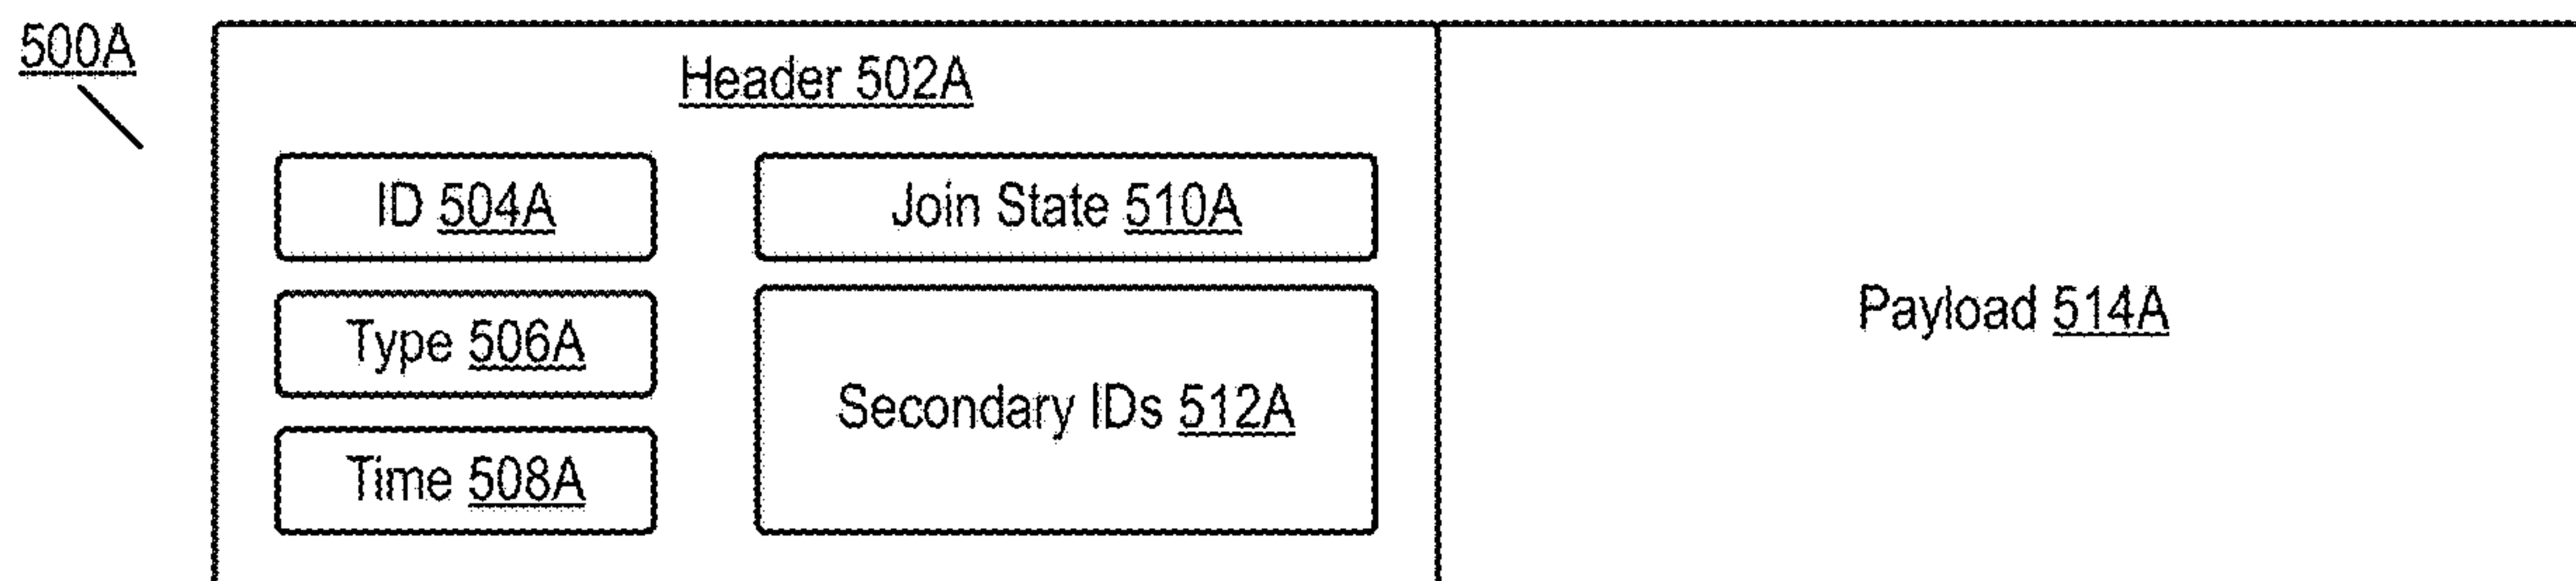 500A
Header 502A
ID 504A
Join State 510A
Type 506A
Secondary IDs 512A
Time 508A
Payload 514A